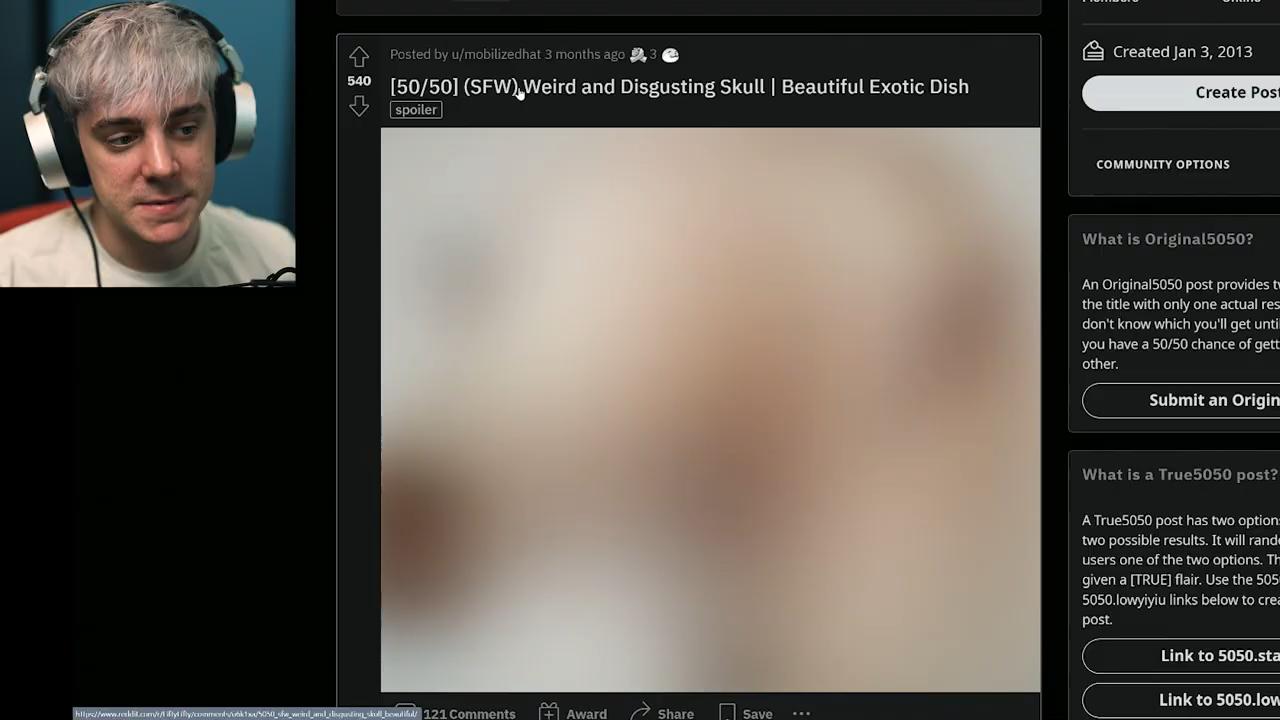 Posted by u/mobilizedhat 3 months ago 3
540
[50/50] (SFW) Weird and Disgusting Skull | Beautiful Exotic Dish
spoiler
121 Comments Award Share Save
Created Jan 3, 2013
Create Pos
COMMUNITY OPTIONS
What is Original5050?
An Original5050 post provides
the title with only one actual res
don't know which you'll get unti
you have a 50/50 chance of gett
other.
Submit an Origin
What is a True5050 post?
A True5050 post has two option
two possible results. It will rand
users one of the two options. Th
given a [TRUE] flair. Use the 505
5050.lowyiyiu links below to crea
post.
Link to 5050.sta
Link to 5050.low